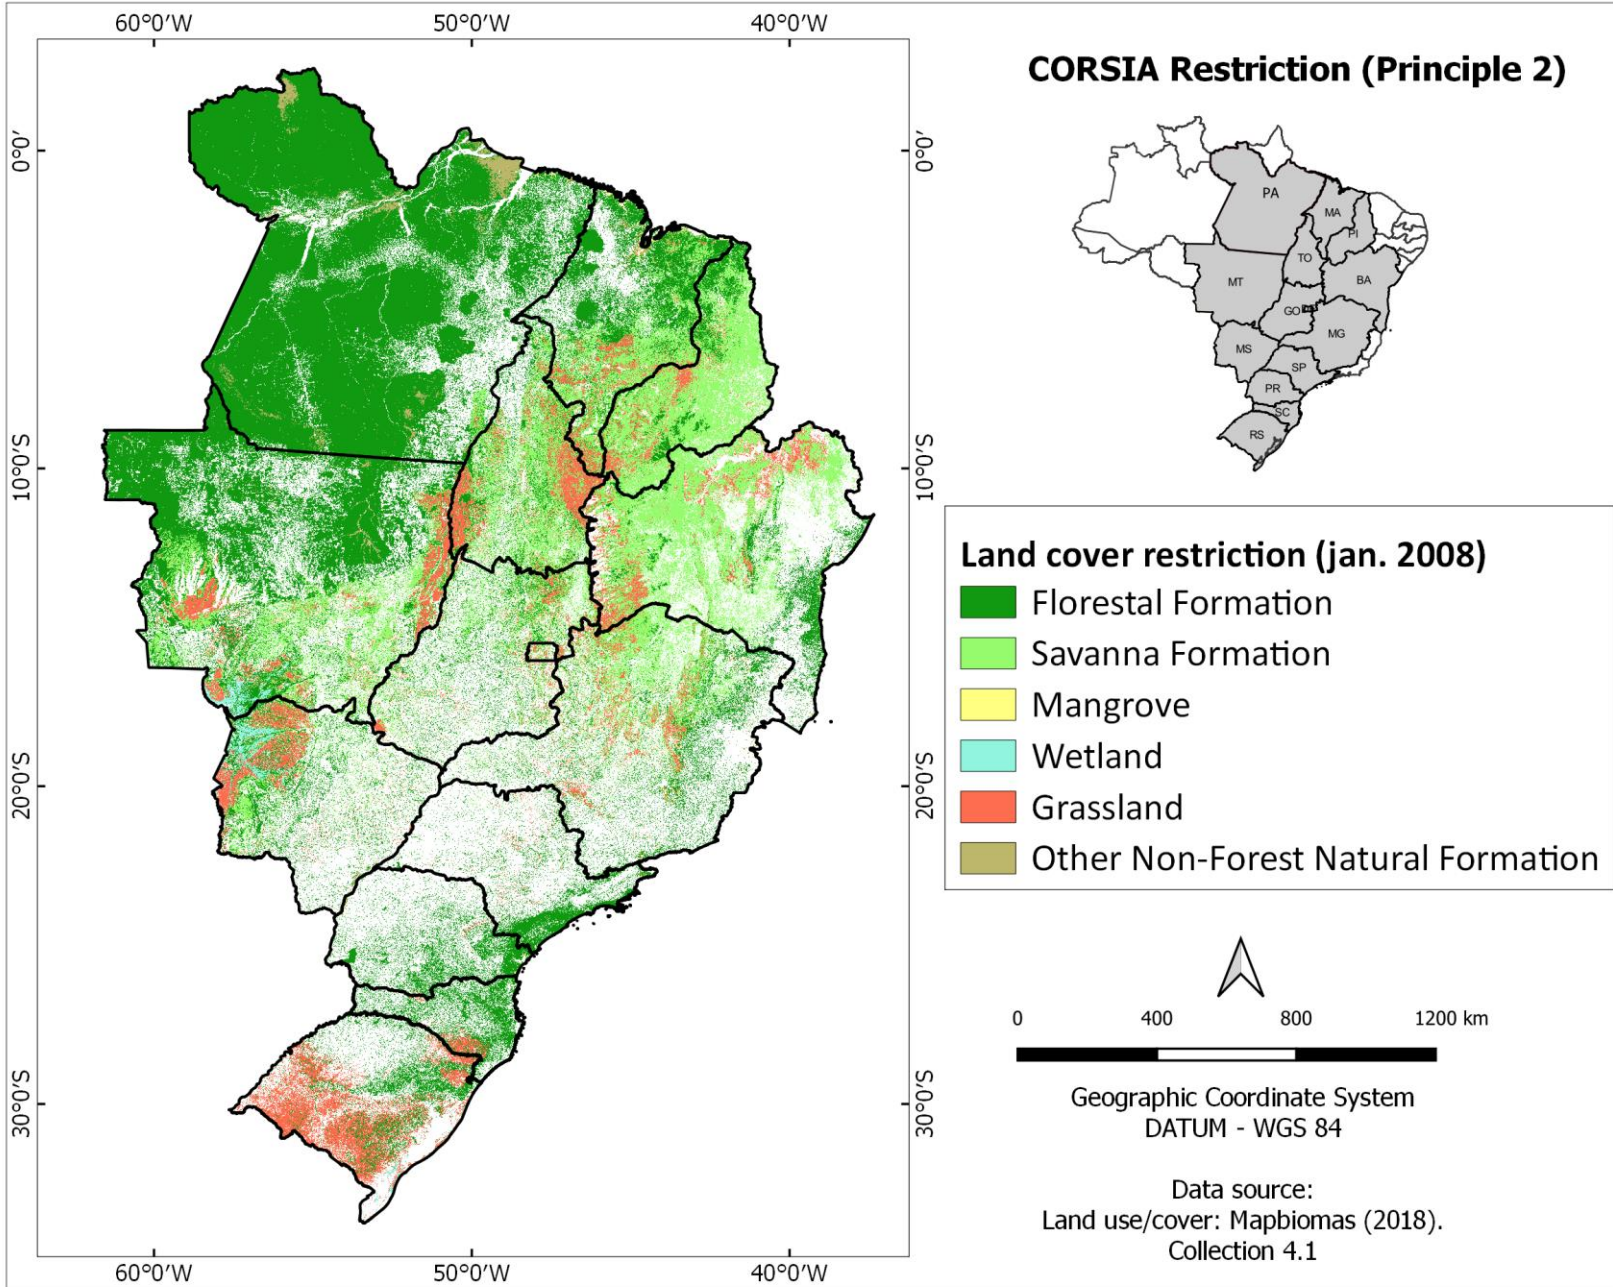 60°0′W 50°0′W 40°0′W
CORSIA Restriction (Principle 2)
0°0′ 0°0′
PA
MA
PI
TO
MT
BA
GO
MG
MS
SP
PR
SC
RS
10°S 10°0°S
Land cover restriction (jan. 2008)
Florestal Formation
Savanna Formation
Mangrove
Wetland
Grassland
Other Non-Forest Natural Formation
20°0′S 20°0′S
0 400 800 1200 km
30°0′S 30°0′S
Geographic Coordinate System
DATUM - WGS 84
Data source:
Land use/cover: Mapbiomas (2018).
Collection 4.1
60°0′W 50°0′W 40°0′W